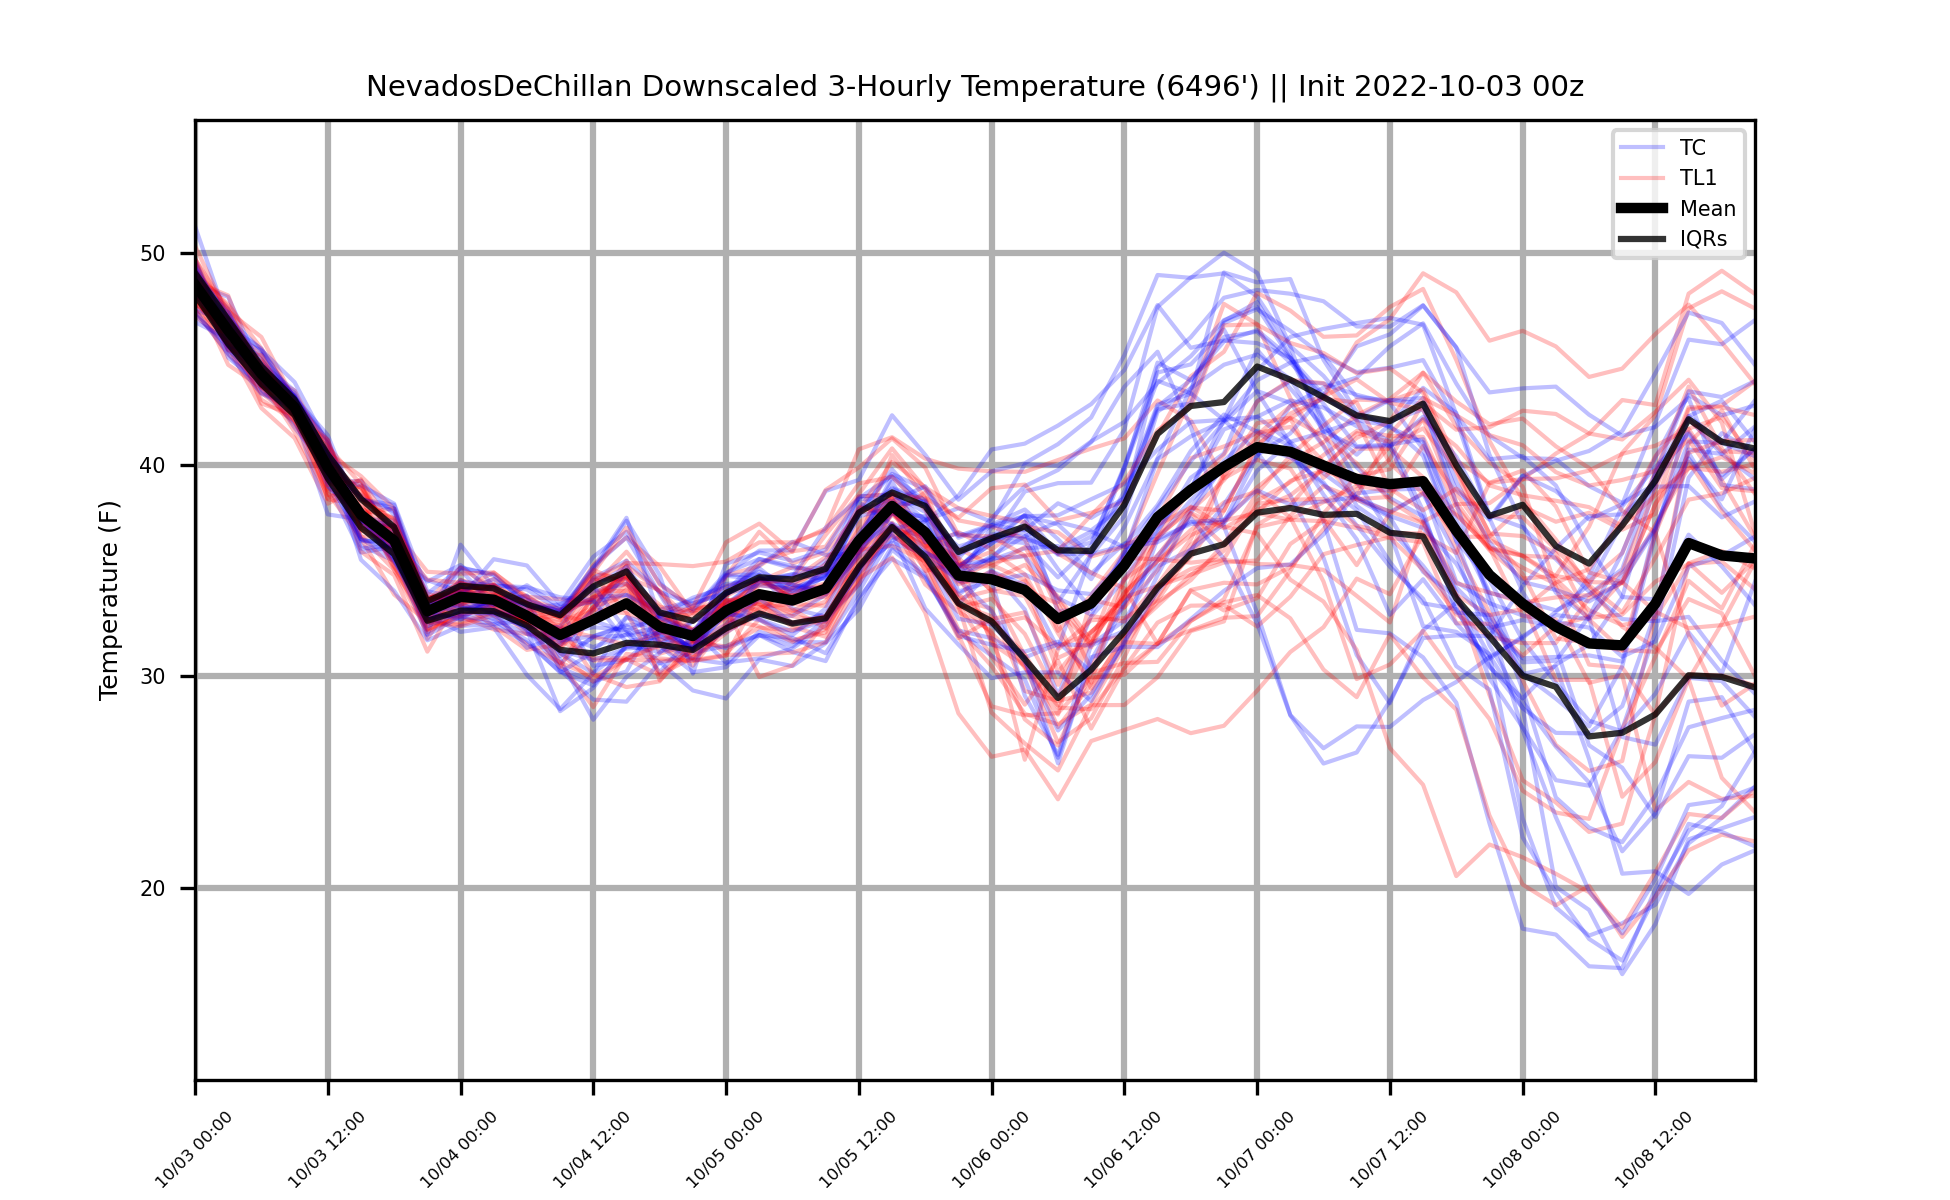 NevadosDeChillan Downscaled 3-Hourly Temperature (6496') || Init 2022-10-03 00z
TC
TL1
Mean
IQRs
Temperature (F)
50
40
30
20
10/03 00:00
10/03 12:00
10/04 00:00
10/04 12:00
10/05 00:00
10/05 12:00
10/06 00:00
10/06 12:00
10/07 00:00
10/07 12:00
10/08 00:00
10/08 12:00